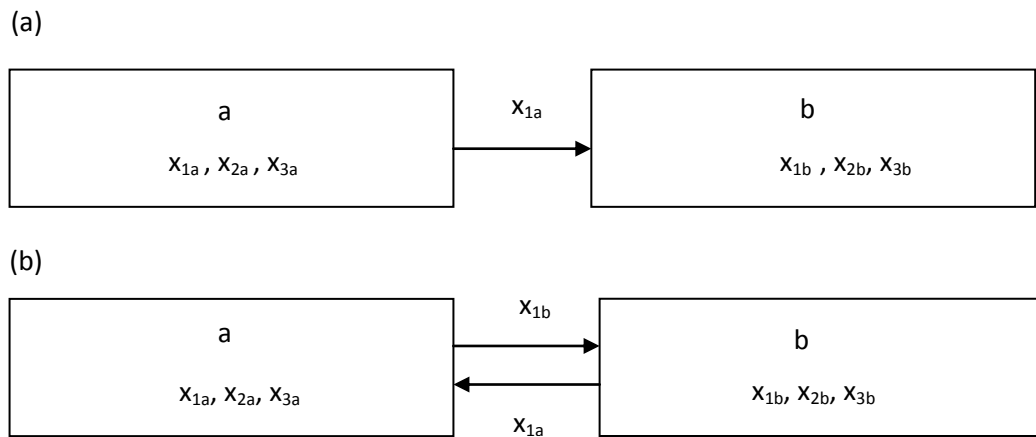 (a)
a
x₁ₐ
b
x₁ₐ , x₂ₐ , x₃ₐ
x₁b , x₂b, x₃b
(b)
x₁b
a
b
x₁ₐ, x₂ₐ, x₃ₐ
x₁b, x₂b, x₃b
x₁ₐ